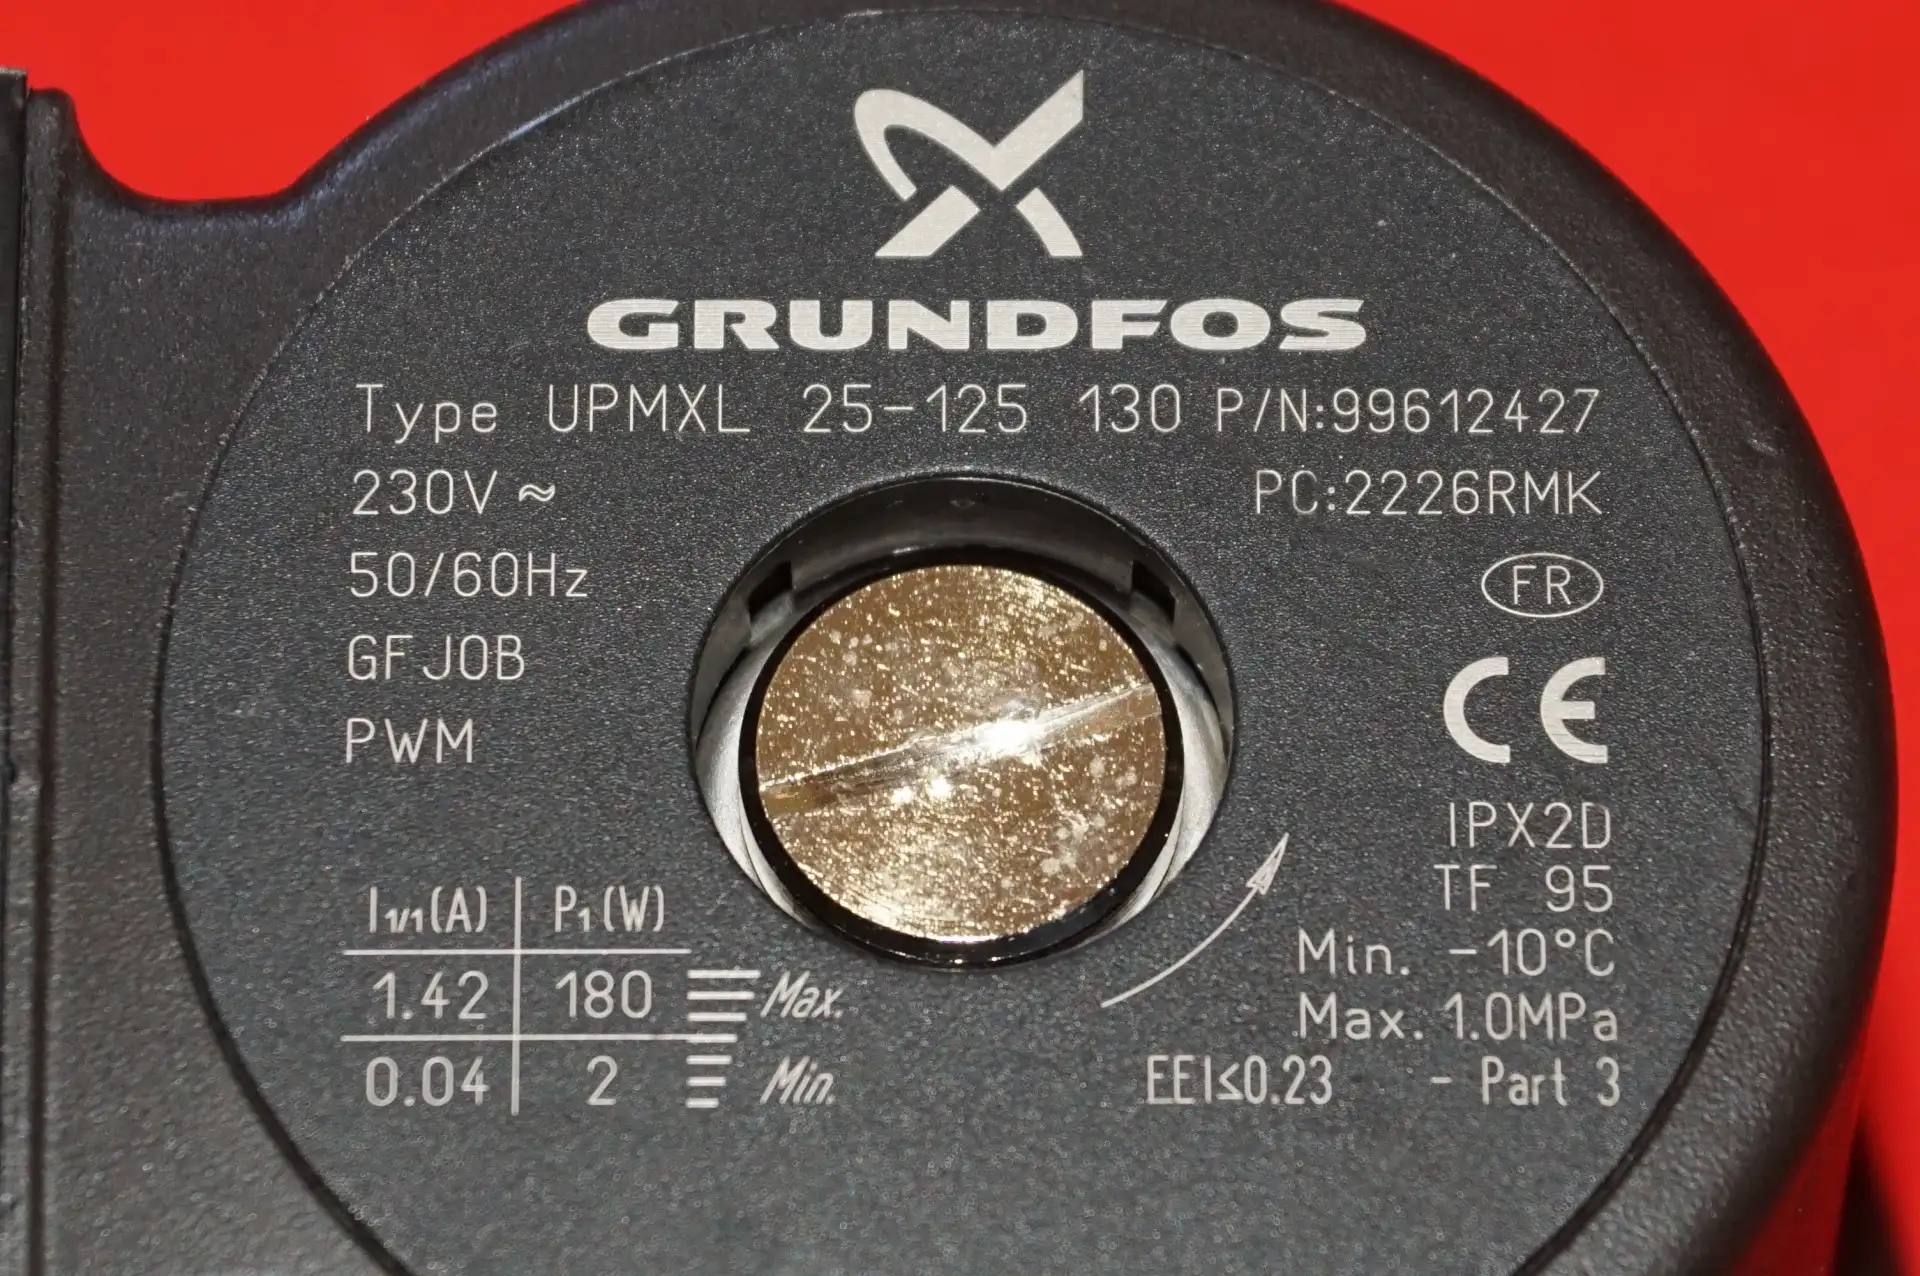 GRUNDFOS
Type UPMXL 25-125 130 P/N:99612427
230V ≈ PC:2226RMK
50/60Hz FR
GFJOB CE
PWM
IPX2D
TF 95
I1/1(A) P1(W)
Min. -10°C
1.42 180 Max.
Max. 1.0MPa
0.04 2 Min.
EEI≤0.23 - Part 3